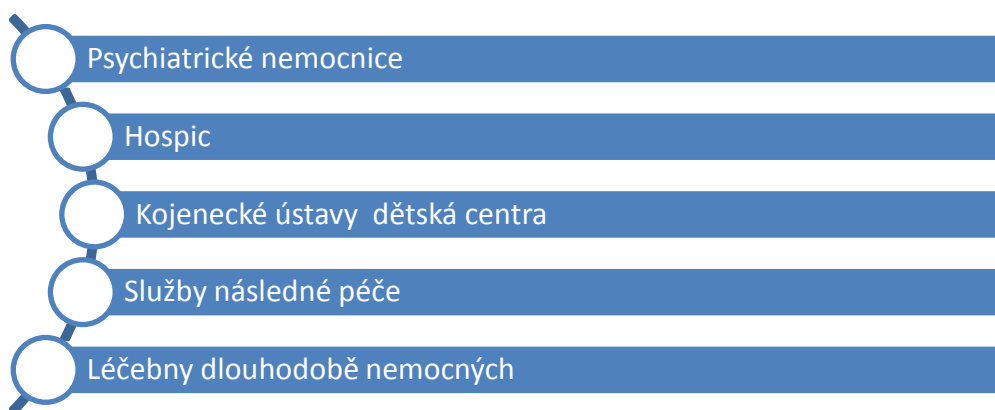 Psychiatrické nemocnice
Hospic
Kojenecké ústavy  dětská centra
Služby následné péče
Léčebny dlouhodobě nemocných